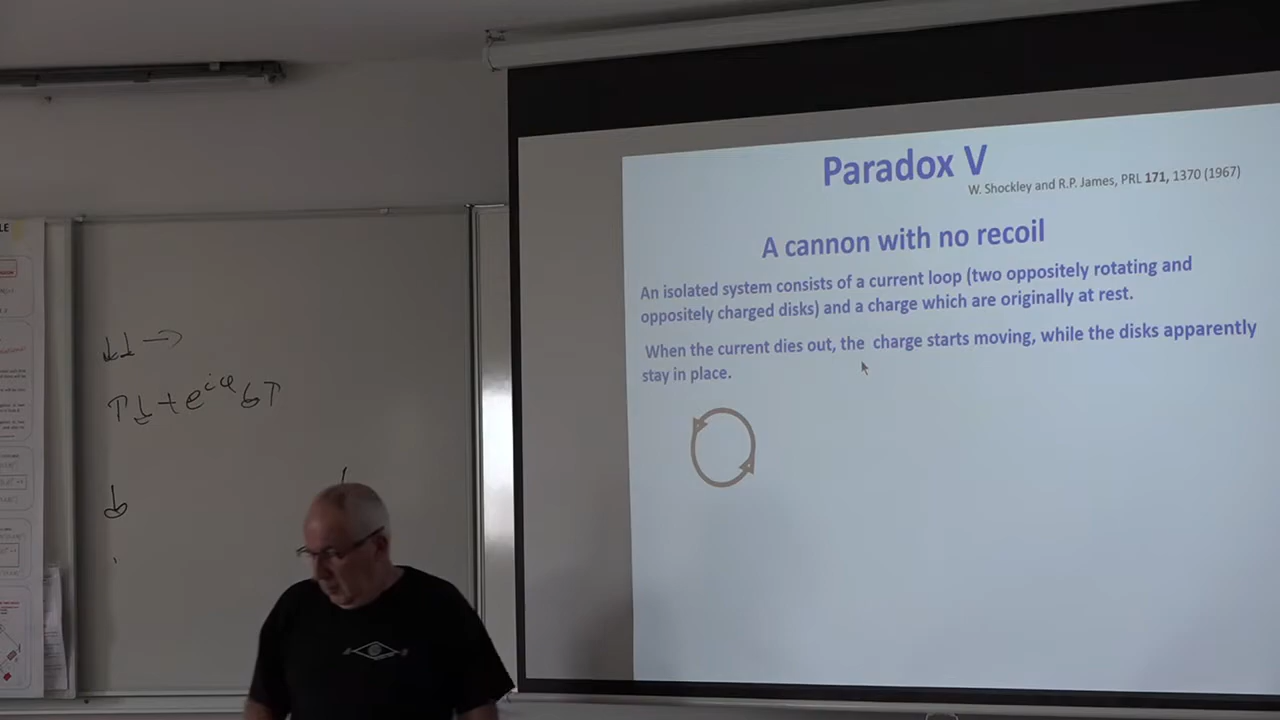 Paradox V
W. Shockley and R.P. James, PRL 171, 1370 (1967)
A cannon with no recoil
An isolated system consists of a current loop (two oppositely rotating and
oppositely charged disks) and a charge which are originally at rest.
When the current dies out, the charge starts moving, while the disks apparently
stay in place.
↓↓ →